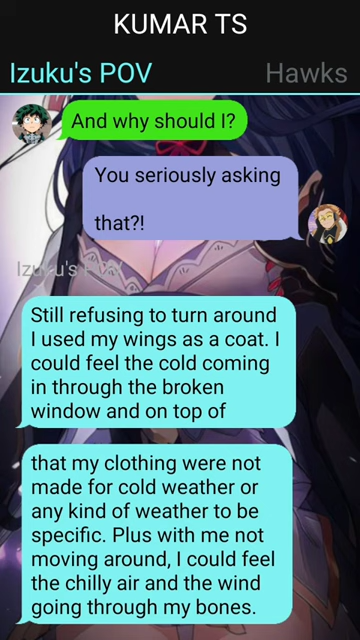 KUMAR TS
Izuku's POV
Hawks
And why should I?
You seriously asking
that?!
Izuku's POV
Still refusing to turn around
I used my wings as a coat. I
could feel the cold coming
in through the broken
window and on top of
that my clothing were not
made for cold weather or
any kind of weather to be
specific. Plus with me not
moving around, I could feel
the chilly air and the wind
going through my bones.